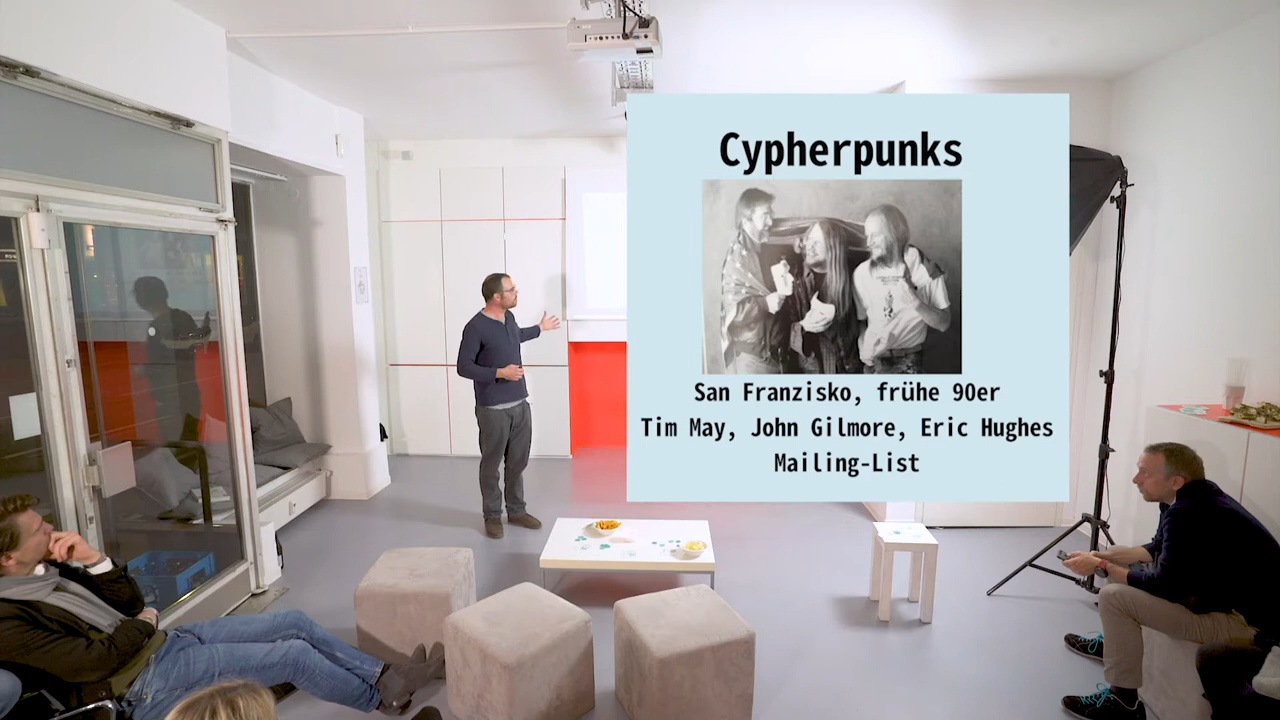 Cypherpunks
San Franzisko, frühe 90er
Tim May, John Gilmore, Eric Hughes
Mailing-List